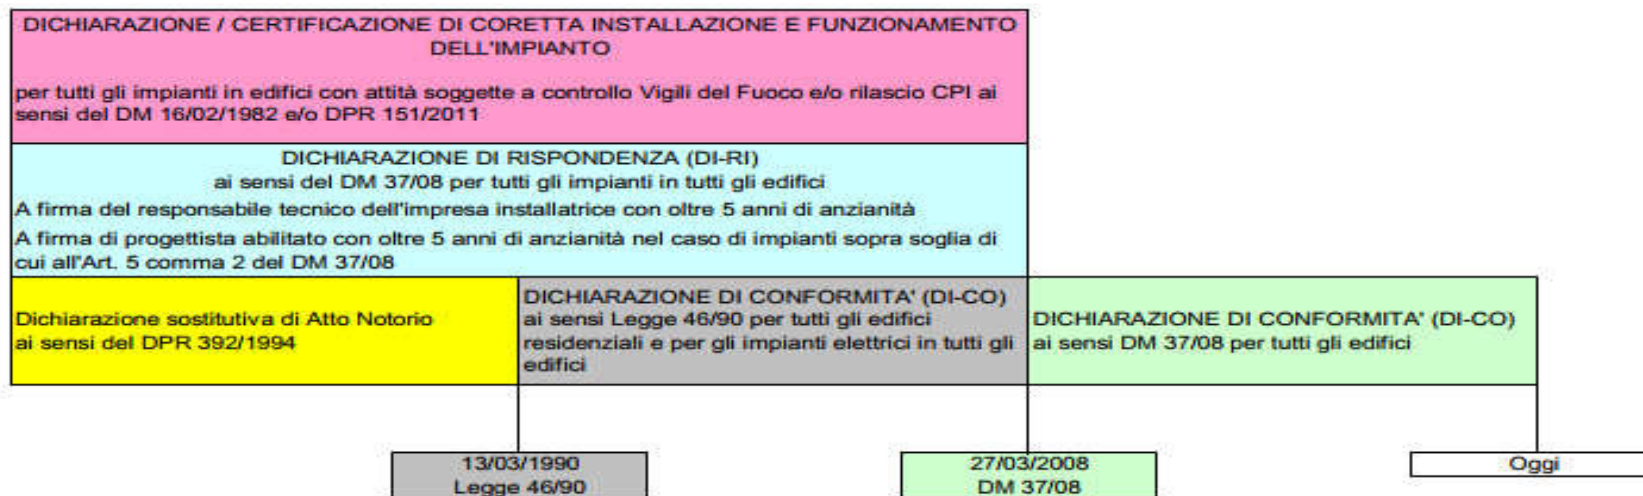 DICHIARAZIONE / CERTIFICAZIONE DI CORETTA INSTALLAZIONE E FUNZIONAMENTO
DELL'IMPIANTO
per tutti gli impianti in edifici con attità soggette a controllo Vigili del Fuoco e/o rilascio CPI ai
sensi del DM 16/02/1982 e/o DPR 151/2011
DICHIARAZIONE DI RISPONDENZA (DI-RI)
ai sensi del DM 37/08 per tutti gli impianti in tutti gli edifici
A firma del responsabile tecnico dell'impresa installatrice con oltre 5 anni di anzianità
A firma di progettista abilitato con oltre 5 anni di anzianità nel caso di impianti sopra soglia di
cui all'Art. 5 comma 2 del DM 37/08
Dichiarazione sostitutiva di Atto Notorio
ai sensi del DPR 392/1994
DICHIARAZIONE DI CONFORMITA' (DI-CO)
ai sensi Legge 46/90 per tutti gli edifici
residenziali e per gli impianti elettrici in tutti gli
edifici
DICHIARAZIONE DI CONFORMITA' (DI-CO)
ai sensi DM 37/08 per tutti gli edifici
13/03/1990
Legge 46/90
27/03/2008
DM 37/08
Oggi